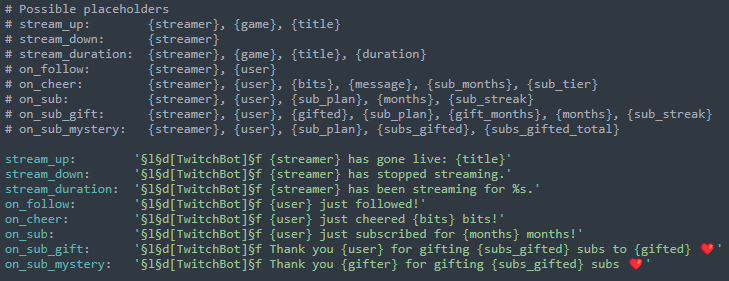 # Possible placeholders
# stream_up:        {streamer}, {game}, {title}
# stream_down:      {streamer}
# stream_duration:  {streamer}, {game}, {title}, {duration}
# on_follow:        {streamer}, {user}
# on_cheer:         {streamer}, {user}, {bits}, {message}, {sub_months}, {sub_tier}
# on_sub:           {streamer}, {user}, {sub_plan}, {months}, {sub_streak}
# on_sub_gift:      {streamer}, {user}, {gifted}, {sub_plan}, {gift_months}, {months}, {sub_streak}
# on_sub_mystery:   {streamer}, {user}, {sub_plan}, {subs_gifted}, {subs_gifted_total}

stream_up:        '§l§d[TwitchBot]§f {streamer} has gone live: {title}'
stream_down:      '§l§d[TwitchBot]§f {streamer} has stopped streaming.'
stream_duration:  '§l§d[TwitchBot]§f {streamer} has been streaming for %s.'
on_follow:        '§l§d[TwitchBot]§f {user} just followed!'
on_cheer:         '§l§d[TwitchBot]§f {user} just cheered {bits} bits!'
on_sub:           '§l§d[TwitchBot]§f {user} just subscribed for {months} months!'
on_sub_gift:      '§l§d[TwitchBot]§f Thank you {user} for gifting {subs_gifted} subs to {gifted} ❤️'
on_sub_mystery:   '§l§d[TwitchBot]§f Thank you {gifter} for gifting {subs_gifted} subs ❤️'